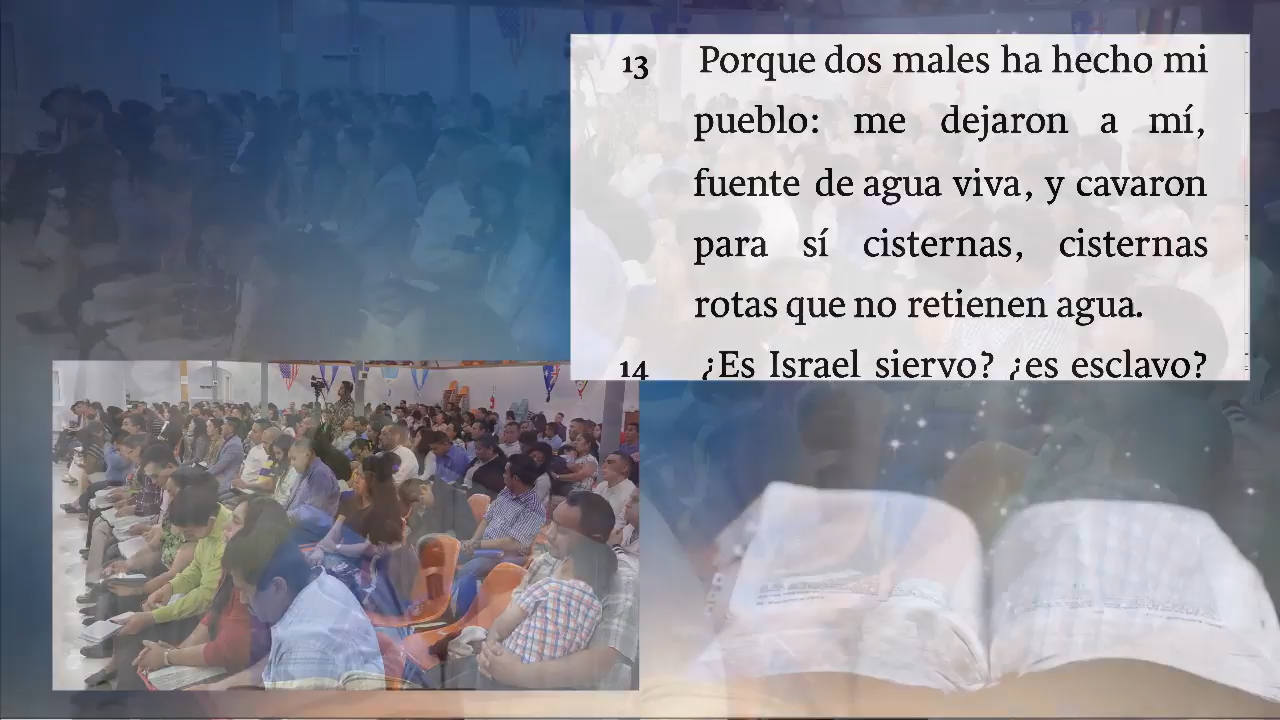 13 Porque dos males ha hecho mi
pueblo: me dejaron a mí,
fuente de agua viva, y cavaron
para sí cisternas, cisternas
rotas que no retienen agua.
14 ¿Es Israel siervo? ¿es esclavo?